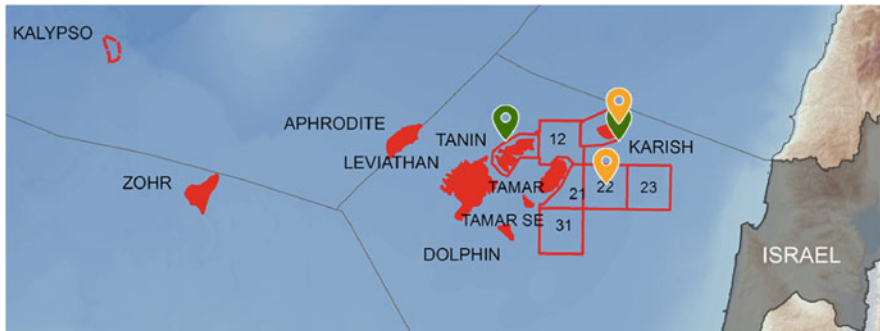 KALYPSO
APHRODITE
TANIN
12
KARISH
LEVIATHAN
ZOHR
TAMAR
21
22
23
TAMAR SE
31
DOLPHIN
ISRAEL